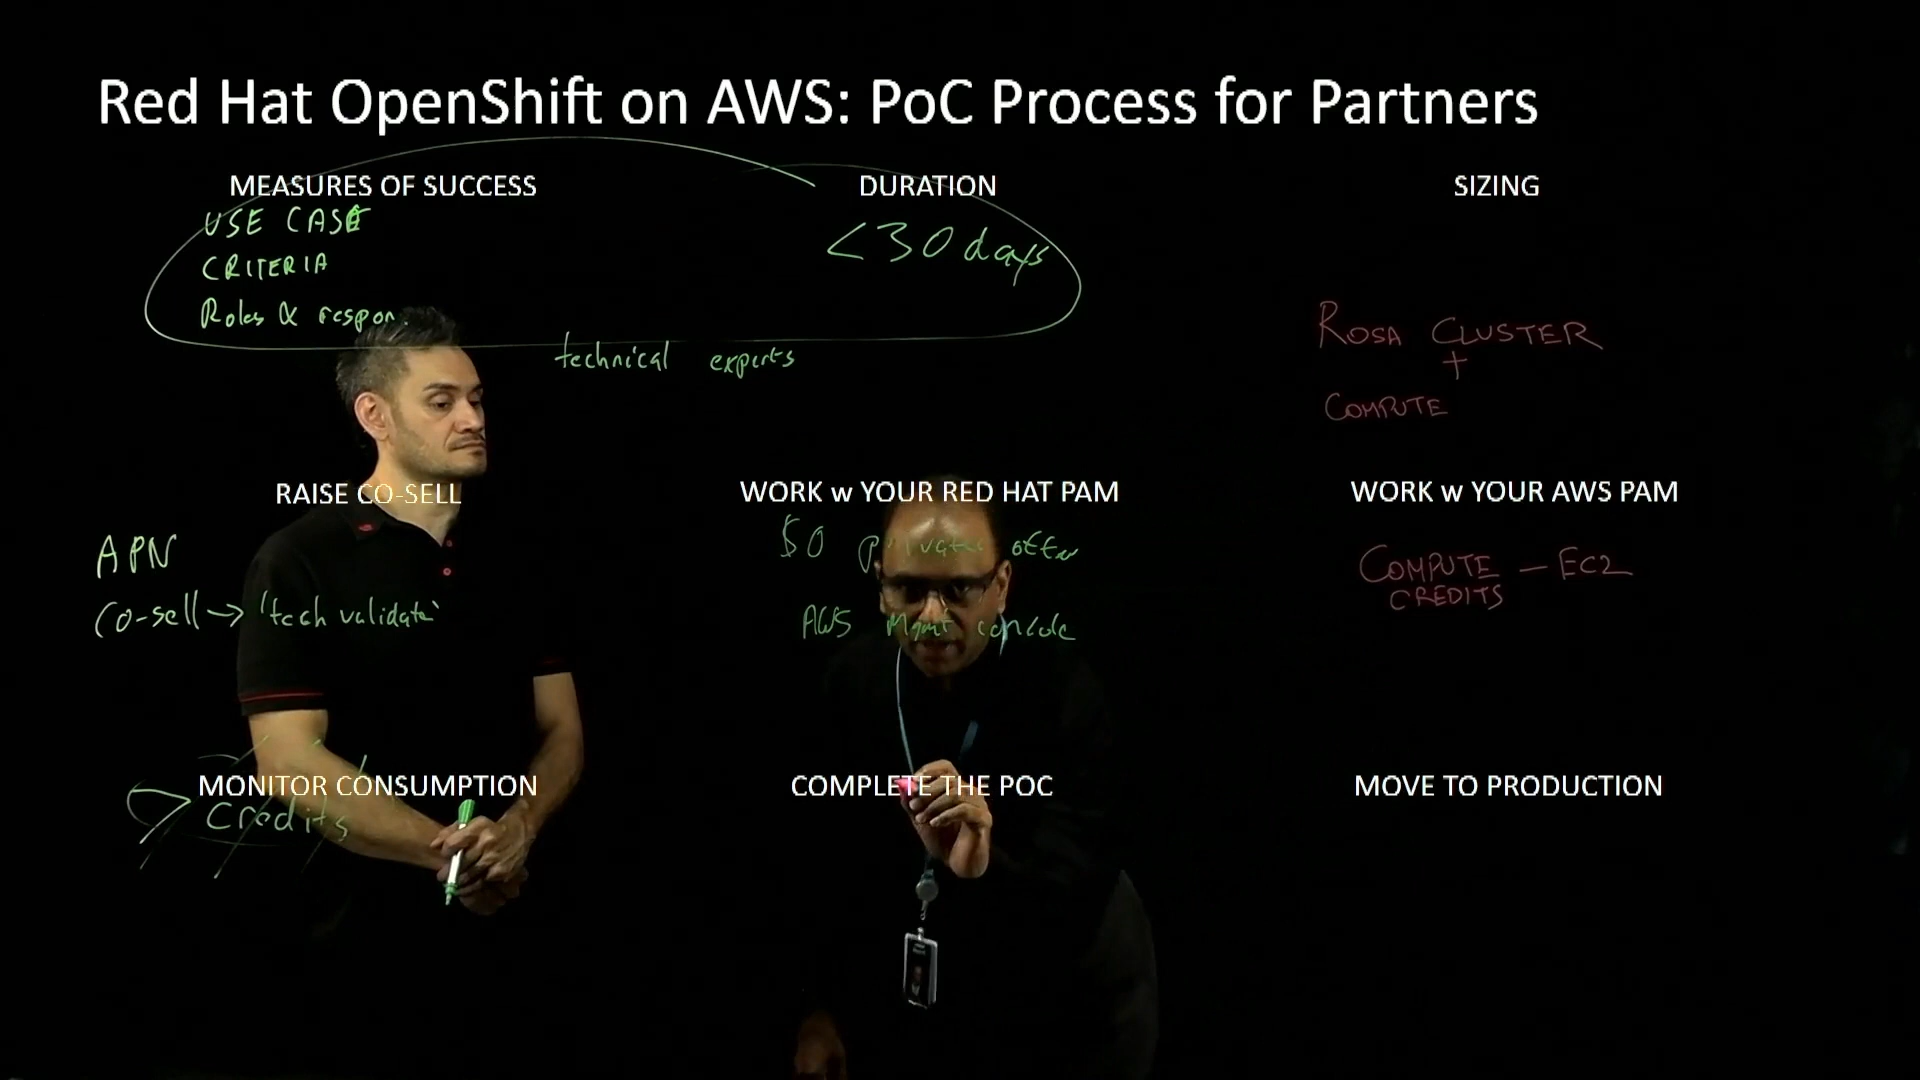 Red Hat OpenShift on AWS: PoC Process for Partners
MEASURES OF SUCCESS
USE CASE
CRITERIA
Roles & respon.
DURATION
<30 days
technical experts
SIZING
ROSA CLUSTER
+
COMPUTE
RAISE CO-SELL
APN
Co-sell → 'tech validate'
WORK w YOUR RED HAT PAM
$0 private offer
AWS Mgmt console
WORK w YOUR AWS PAM
COMPUTE — EC2
CREDITS
MONITOR CONSUMPTION
Credits
COMPLETE THE POC
MOVE TO PRODUCTION